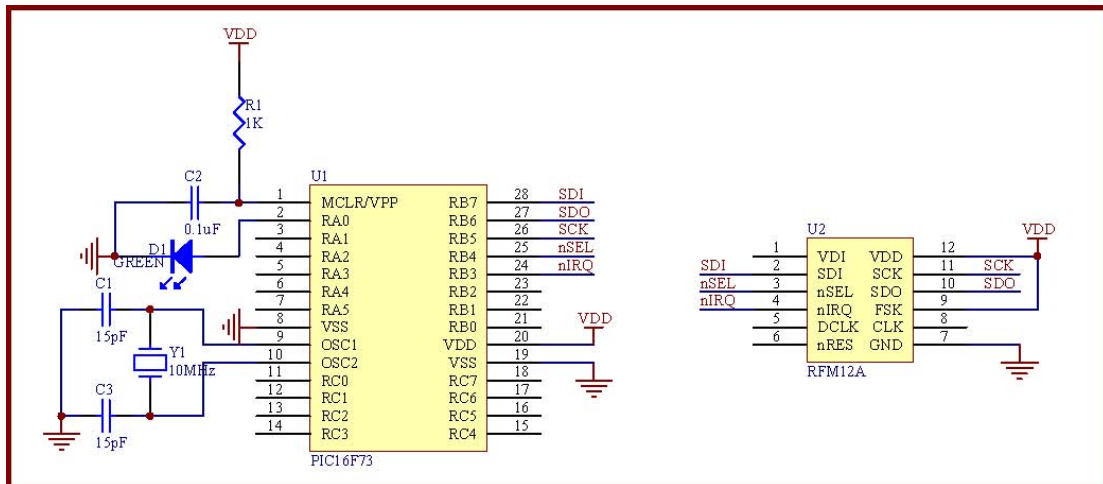 VDD
R1
1K
C2
0.1uF
D1
GREEN
C1
15pF
Y1
10MHz
C3
15pF
U1
1 MCLR/VPP RB7 28 SDI
2 RA0 RB6 27 SDO
3 RA1 RB5 26 SCK
4 RA2 RB4 25 nSEL
5 RA3 RB3 24 nIRQ
6 RA4 RB2 23
7 RA5 RB1 22
8 VSS RB0 21
9 OSC1 VDD 20 VDD
10 OSC2 VSS 19
11 RC0 RC7 18
12 RC1 RC6 17
13 RC2 RC5 16
14 RC3 RC4 15
PIC16F73
U2
VDD
1 VDI VDD 12
SDI 2 SDI SCK 11 SCK
nSEL 3 nSEL SDO 10 SDO
nIRQ 4 nIRQ FSK 9
5 DCLK CLK 8
6 nRES GND 7
RFM12A